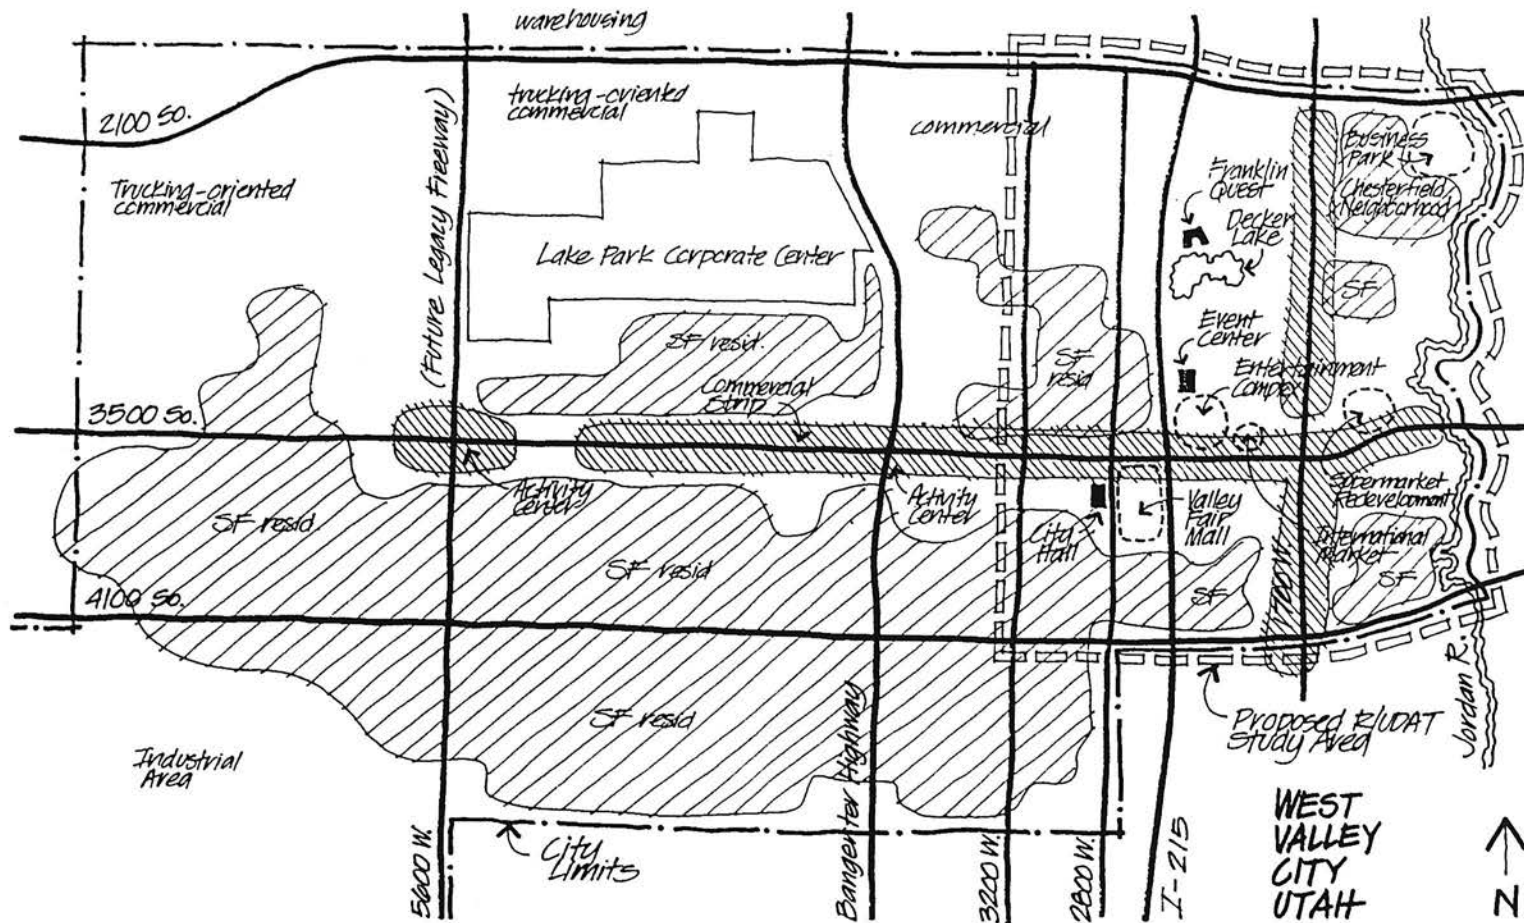 warehousing
2100 So.
trucking-oriented
commercial
commercial
Trucking-oriented
commercial
(Future Legacy Freeway)
Lake Park Corporate Center
Franklin
Quest
Decker
Lake
Business
Park
Chesterfield
Neighborhood
SF
Event
Center
Entertainment
Complex
SF resid.
SF
resid
Commercial
Strip
3500 So.
Activity
Center
Activity
Center
City
Hall
Valley
Fair
Mall
Supermarket
Redevelopment
International
Market
SF resid
SF resid
SF
SF
1700 W.
4100 So.
SF resid
Industrial
Area
Proposed R/UDAT
Study Area
Jordan R.
City
Limits
5600 W.
Bangerter Highway
3200 W.
2800 W.
I-215
WEST
VALLEY
CITY
UTAH
N